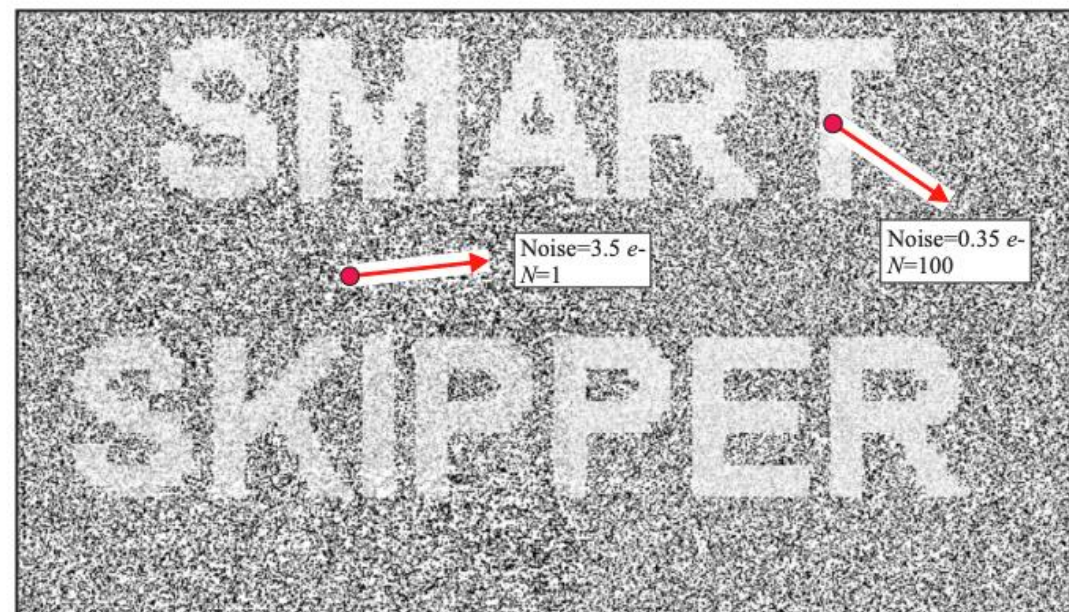 SMART
Noise=3.5 e-
N=1
Noise=0.35 e-
N=100
SKIPPER